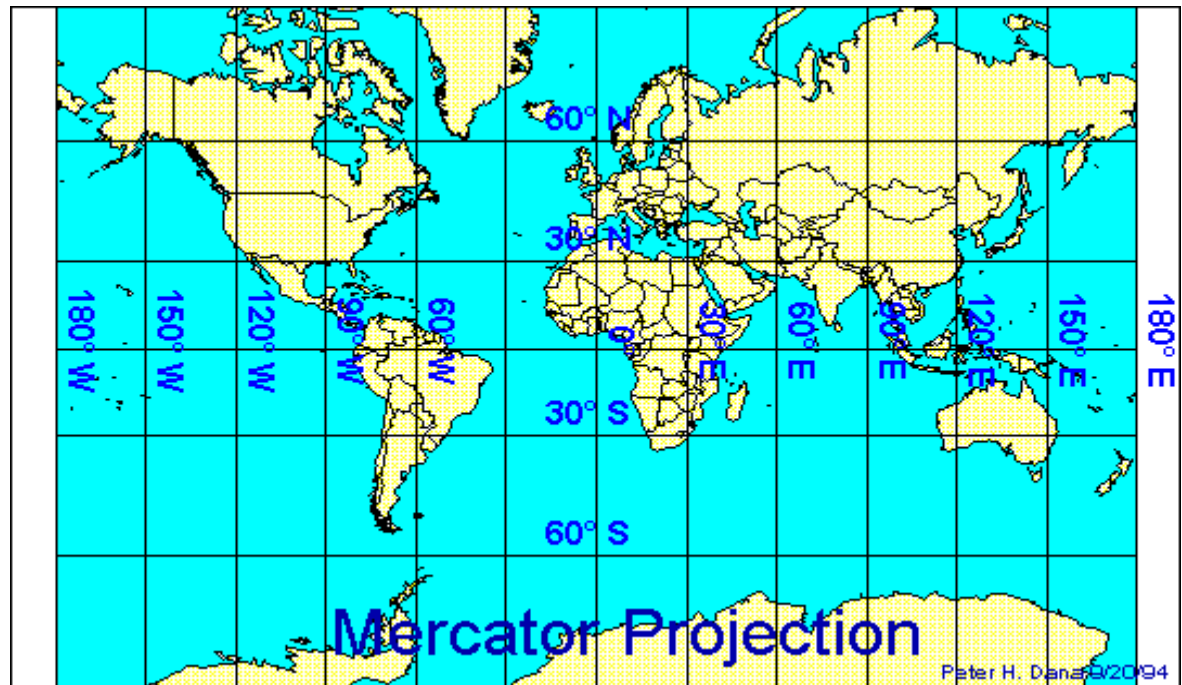 60° N
30° N
180° W
150° W
120° W
90° W
60° W
0°
30° E
60° E
90° E
120° E
150° E
180° E
30° S
60° S
Mercator Projection
Peter H. Dana 9/20/94